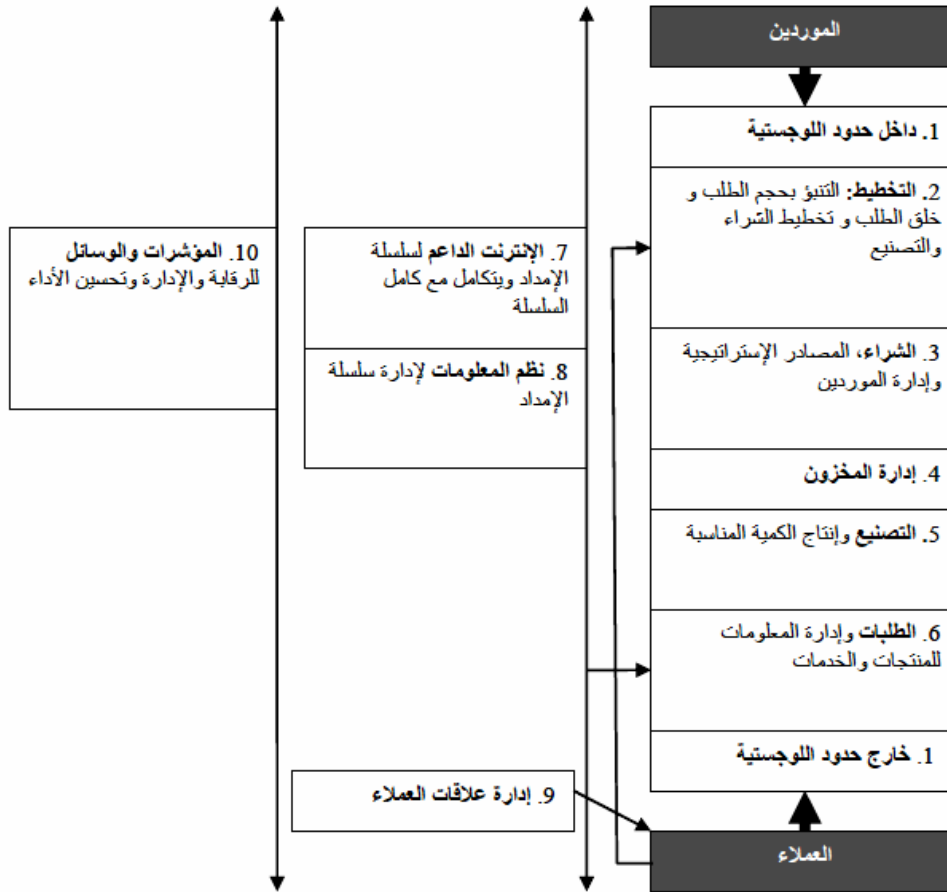 الموردين
1. داخل حدود اللوجستية
2. التخطيط: التنبؤ بحجم الطلب و
خلق الطلب و تخطيط الشراء
والتصنيع
3. الشراء، المصادر الإستراتيجية
وإدارة الموردين
4. إدارة المخزون
5. التصنيع وإنتاج الكمية المناسبة
6. الطلبات وإدارة المعلومات
للمنتجات والخدمات
1. خارج حدود اللوجستية
العملاء
7. الإنترنت الداعم لسلسلة
الإمداد ويتكامل مع كامل
السلسلة
8. نظم المعلومات لإدارة سلسلة
الإمداد
9. إدارة علاقات العملاء
10. المؤشرات والوسائل
للرقابة والإدارة وتحسين الأداء